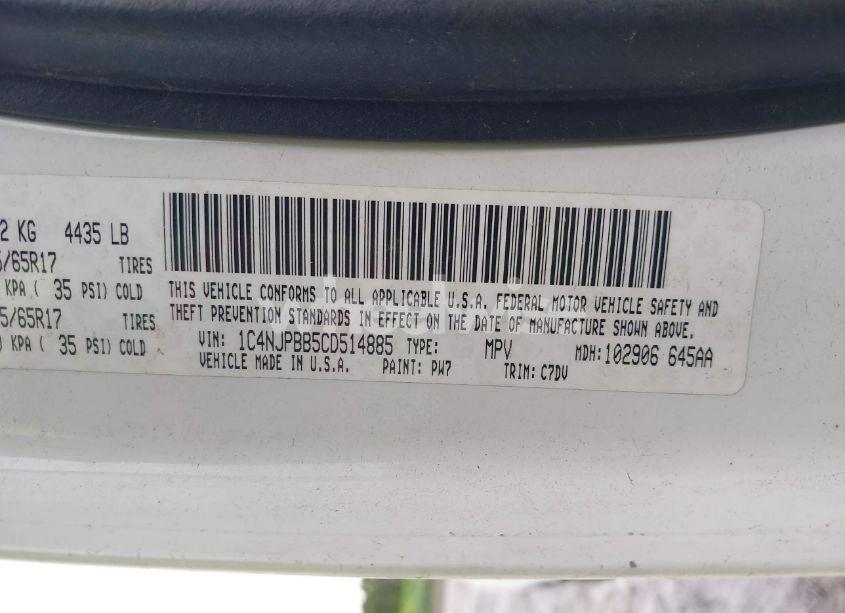 2 KG 4435 LB
5/65R17 TIRES
KPA ( 35 PSI) COLD
5/65R17 TIRES
KPA ( 35 PSI) COLD
THIS VEHICLE CONFORMS TO ALL APPLICABLE U.S.A. FEDERAL MOTOR VEHICLE SAFETY AND
THEFT PREVENTION STANDARDS IN EFFECT ON THE DATE OF MANUFACTURE SHOWN ABOVE.
VIN: 1C4NJPBB5CD514885 TYPE: MPV MDH: 102906 645AA
VEHICLE MADE IN U.S.A. PAINT: PW7 TRIM: C7DV